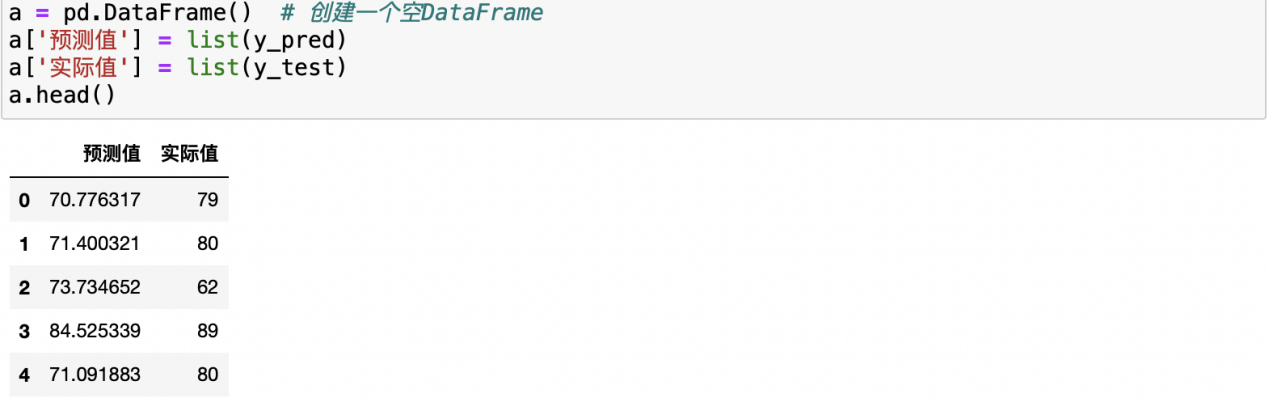 a = pd.DataFrame()  # 创建一个空DataFrame
a['预测值'] = list(y_pred)
a['实际值'] = list(y_test)
a.head()
预测值 实际值
0 70.776317 79
1 71.400321 80
2 73.734652 62
3 84.525339 89
4 71.091883 80